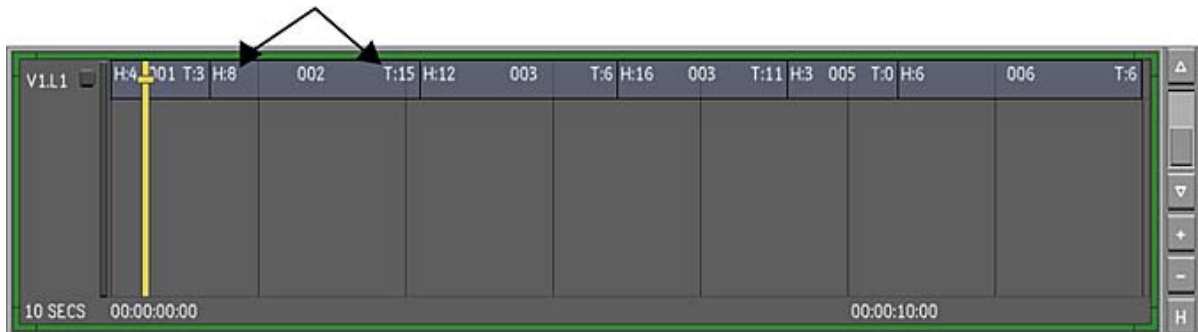 V1.L1 H:4 001 T:3 H:8 002 T:15 H:12 003 T:6 H:16 003 T:11 H:3 005 T:0 H:6 006 T:6
+
-
10 SECS 00:00:00:00 00:00:10:00 H